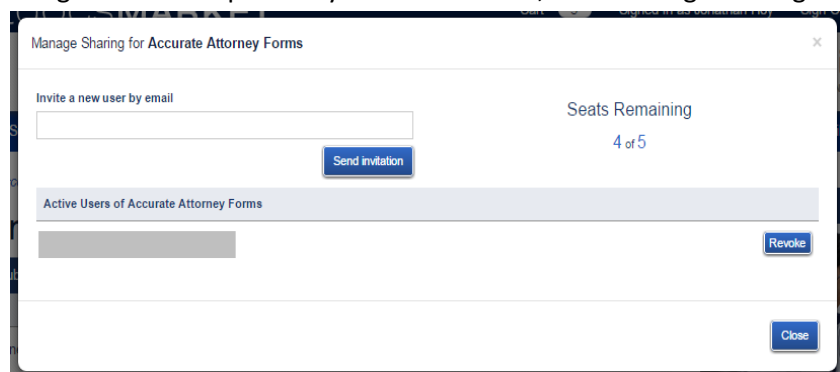 Manage Sharing for Accurate Attorney Forms ×
Invite a new user by email
Seats Remaining
4 of 5
Send invitation
Active Users of Accurate Attorney Forms
Revoke
Close